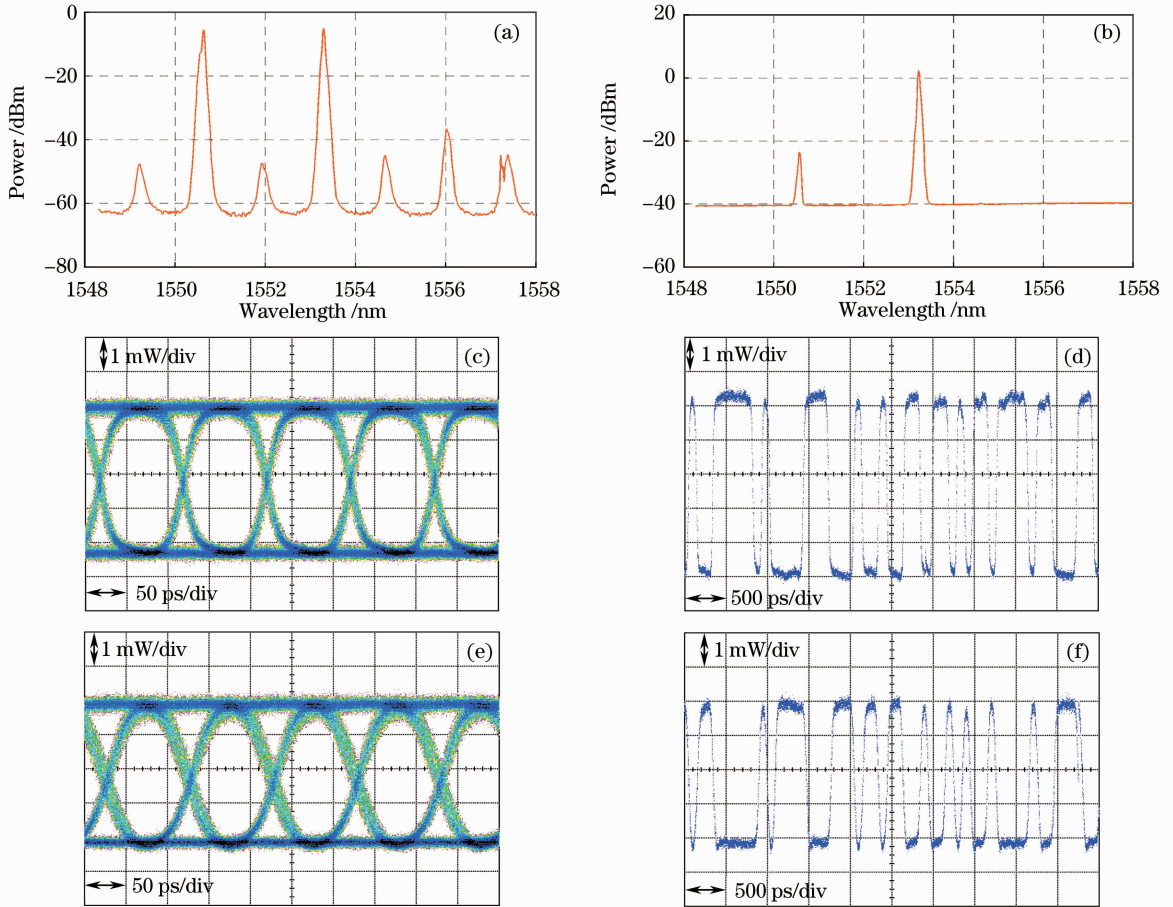 0
−20
−40
−60
−80
Power /dBm
(a)
1548
1550
1552
1554
1556
1558
Wavelength /nm
20
0
−20
−40
−60
Power /dBm
(b)
1548
1550
1552
1554
1556
1558
Wavelength /nm
1 mW/div
(c)
50 ps/div
1 mW/div
(d)
500 ps/div
1 mW/div
(e)
50 ps/div
1 mW/div
(f)
500 ps/div